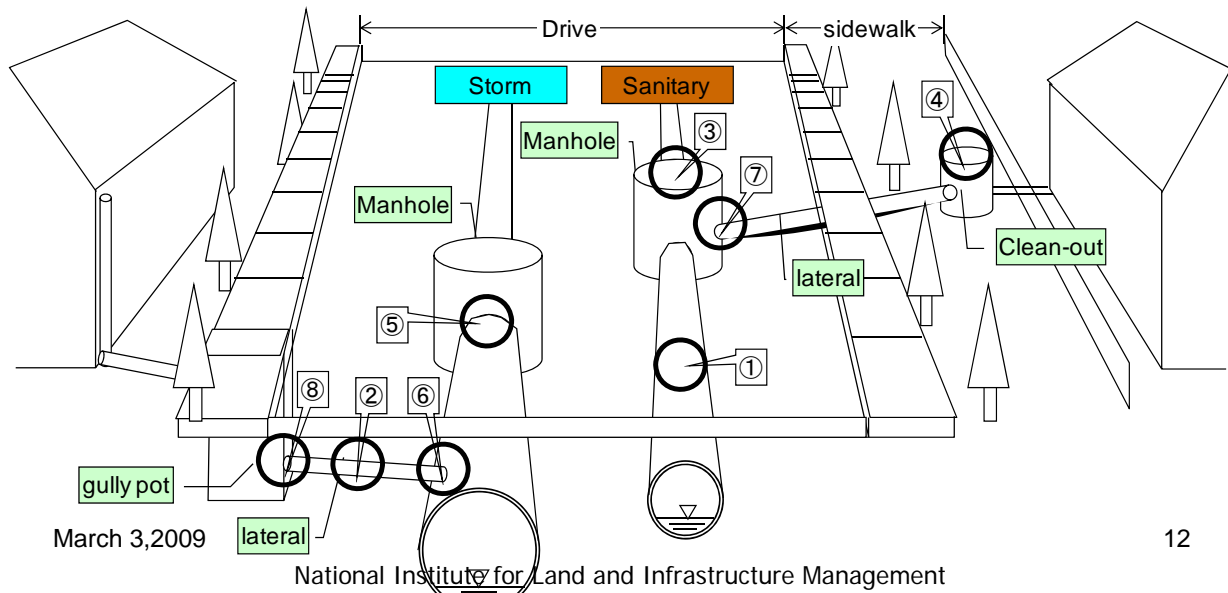 Drive
sidewalk
Storm
Sanitary
④
Manhole
③
⑦
Manhole
Clean-out
lateral
⑤
①
⑧
②
⑥
gully pot
lateral
March 3,2009
12
National Institute for Land and Infrastructure Management